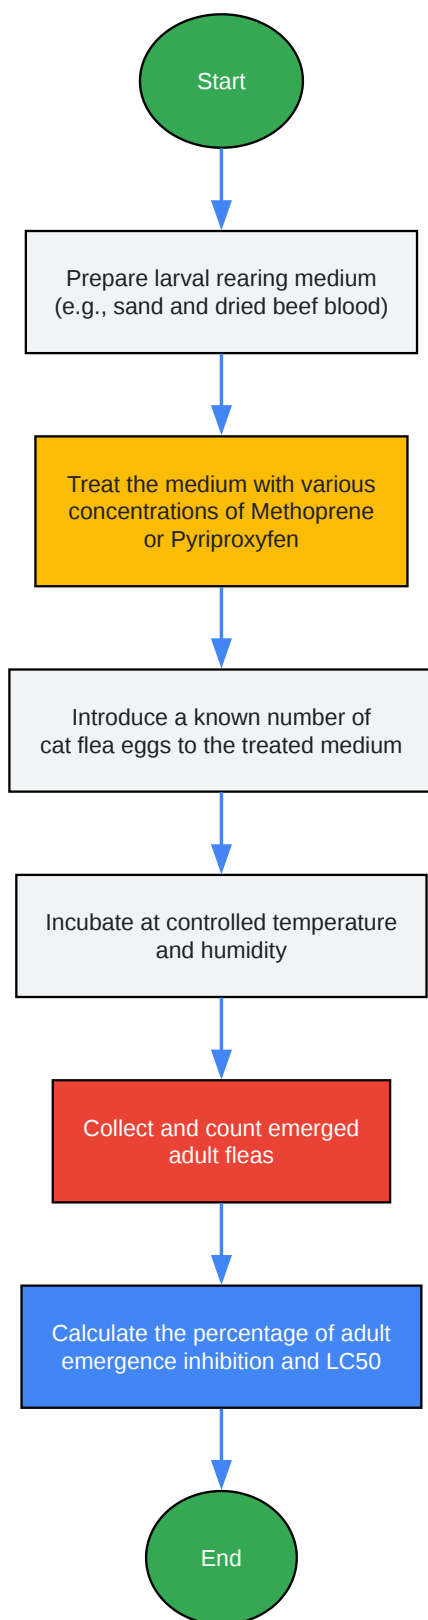 Start
Prepare larval rearing medium
(e.g., sand and dried beef blood)
Treat the medium with various
concentrations of Methoprene
or Pyriproxyfen
Introduce a known number of
cat flea eggs to the treated medium
Incubate at controlled temperature
and humidity
Collect and count emerged
adult fleas
Calculate the percentage of adult
emergence inhibition and LC50
End